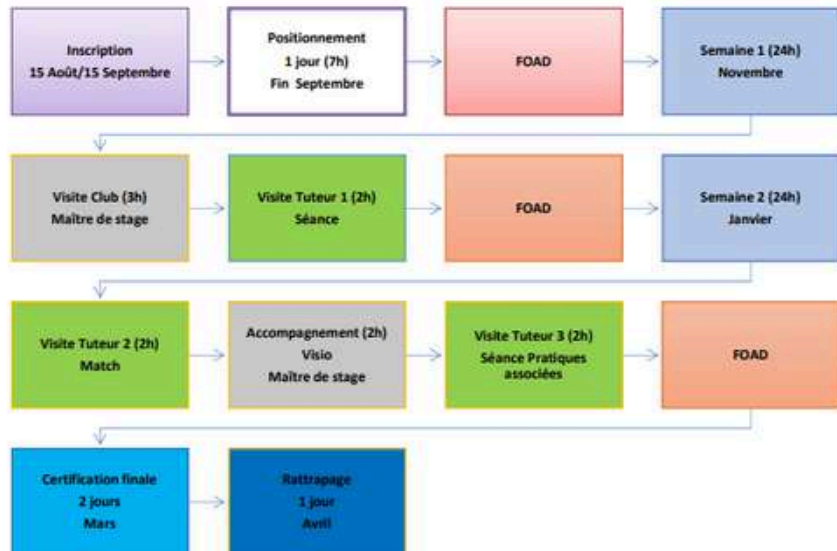 Inscription
15 Août/15 Septembre
Positionnement
1 jour (7h)
Fin Septembre
FOAD
Semaine 1 (24h)
Novembre
Visite Club (3h)
Maître de stage
Visite Tuteur 1 (2h)
Séance
FOAD
Semaine 2 (24h)
Janvier
Visite Tuteur 2 (2h)
Match
Accompagnement (2h)
Visio
Maître de stage
Visite Tuteur 3 (2h)
Séance Pratiques
associées
FOAD
Certification finale
2 jours
Mars
Rattrapage
1 jour
Avril